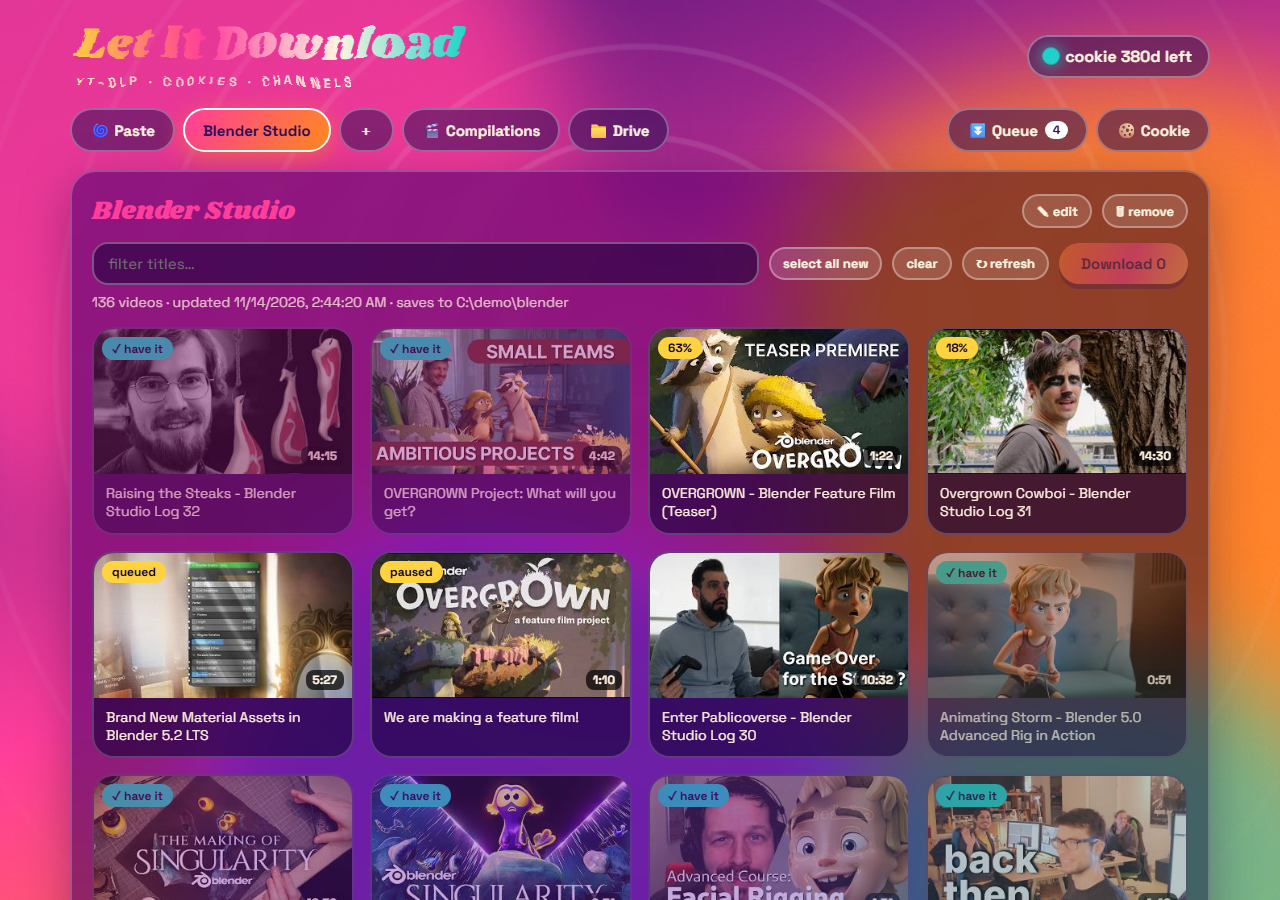 Let It Download
YT-DLP · COOKIES · CHANNELS
cookie 380d left
Paste
Blender Studio
+
Compilations
Drive
Queue 4
Cookie
Blender Studio
edit
remove
filter titles...
select all new
clear
↻ refresh
Download 0
136 videos · updated 11/14/2026, 2:44:20 AM · saves to C:\demo\blender
✓ have it
14:15
Raising the Steaks - Blender
Studio Log 32
✓ have it
SMALL TEAMS
AMBITIOUS PROJECTS
4:42
OVERGROWN Project: What will you
get?
63%
TEASER PREMIERE
blender
OVERGROWN
1:22
OVERGROWN - Blender Feature Film
(Teaser)
18%
14:30
Overgrown Cowboi - Blender
Studio Log 31
queued
5:27
Brand New Material Assets in
Blender 5.2 LTS
paused
nder
OVERGROWN
a feature film project
1:10
We are making a feature film!
Game Over
for the St ?
10:32
Enter Pablicoverse - Blender
Studio Log 30
✓ have it
0:51
Animating Storm - Blender 5.0
Advanced Rig in Action
✓ have it
THE MAKING OF
SINGULARITY
blender
✓ have it
blender
SINGULARITY
✓ have it
Advanced Course:
Facial Rigging
✓ have it
back
then